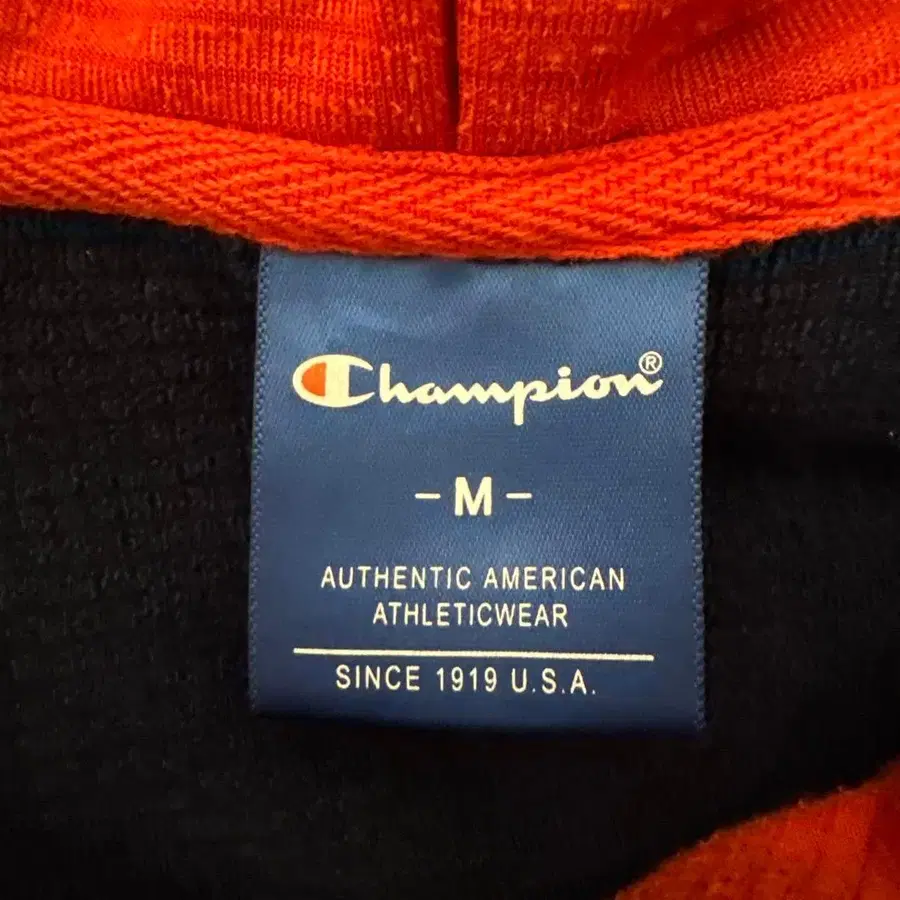 Champion®
- M -
AUTHENTIC AMERICAN
ATHLETICWEAR
SINCE 1919 U.S.A.